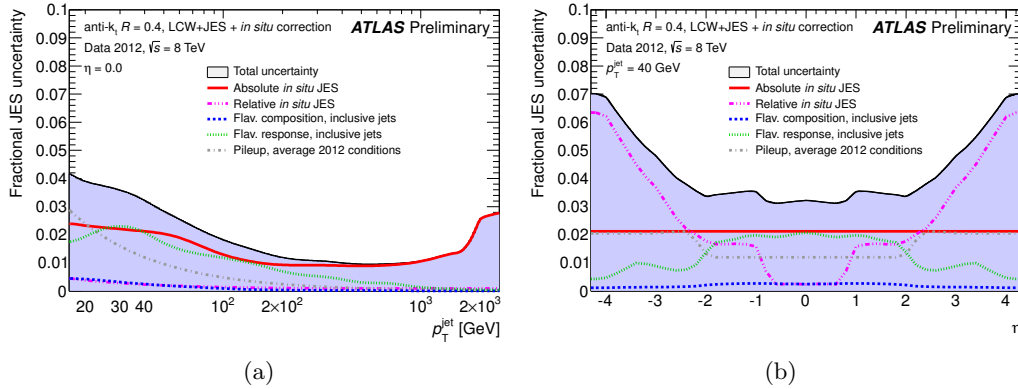 Fractional JES uncertainty
0.1
0.09
0.08
0.07
0.06
0.05
0.04
0.03
0.02
0.01
0
anti-kt R = 0.4, LCW+JES + in situ correction
ATLAS Preliminary
Data 2012, √s = 8 TeV
η = 0.0
Total uncertainty
Absolute in situ JES
Relative in situ JES
Flav. composition, inclusive jets
Flav. response, inclusive jets
Pileup, average 2012 conditions
20 30 40 10² 2×10² 10³ 2×10³
pTjet [GeV]
(a)
Fractional JES uncertainty
0.1
0.09
0.08
0.07
0.06
0.05
0.04
0.03
0.02
0.01
0
anti-kt R = 0.4, LCW+JES + in situ correction
ATLAS Preliminary
Data 2012, √s = 8 TeV
pTjet = 40 GeV
Total uncertainty
Absolute in situ JES
Relative in situ JES
Flav. composition, inclusive jets
Flav. response, inclusive jets
Pileup, average 2012 conditions
-4 -3 -2 -1 0 1 2 3 4
η
(b)